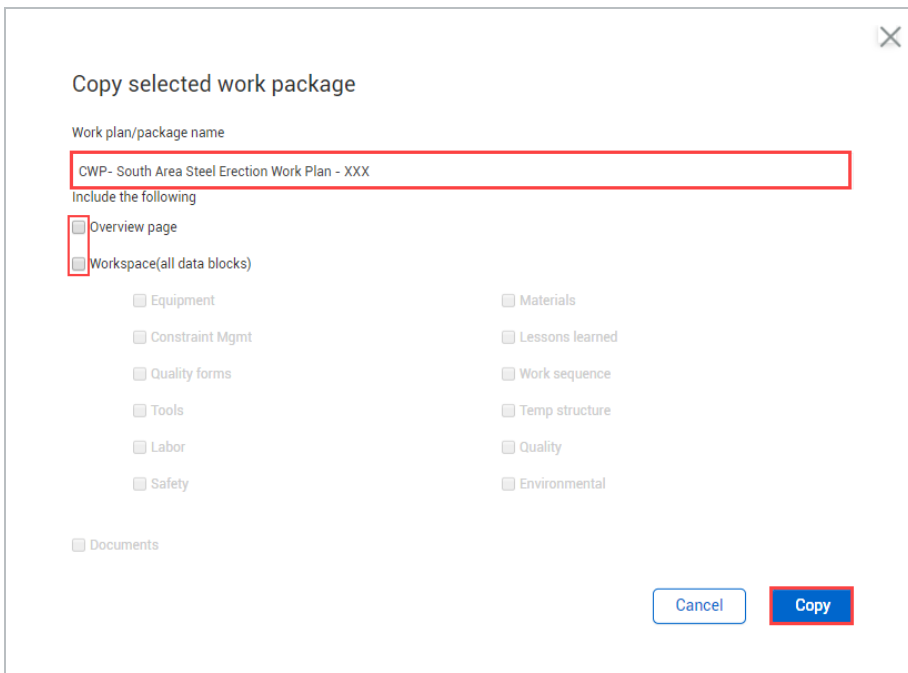 Copy selected work package
Work plan/package name
CWP- South Area Steel Erection Work Plan - XXX
Include the following
Overview page
Workspace(all data blocks)
Equipment Materials
Constraint Mgmt Lessons learned
Quality forms Work sequence
Tools Temp structure
Labor Quality
Safety Environmental
Documents
Cancel Copy